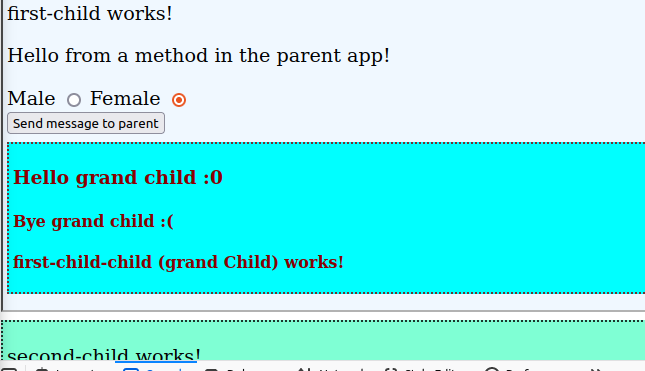 first-child works!
Hello from a method in the parent app!
Male Female
Send message to parent
Hello grand child :0
Bye grand child :(
first-child-child (grand Child) works!
second-child works!